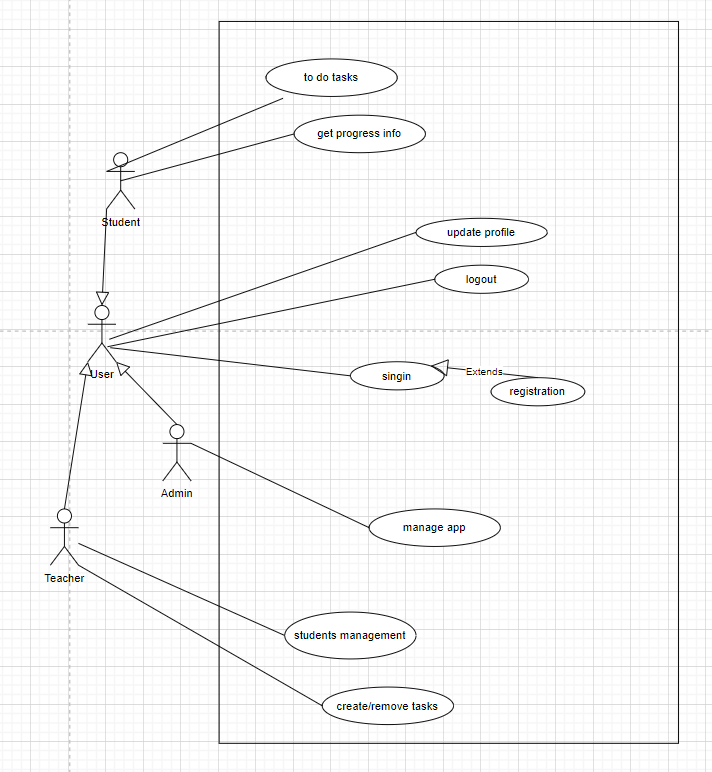 to do tasks
get progress info
Student
update profile
logout
User
singin
Extends
registration
Admin
manage app
Teacher
students management
create/remove tasks